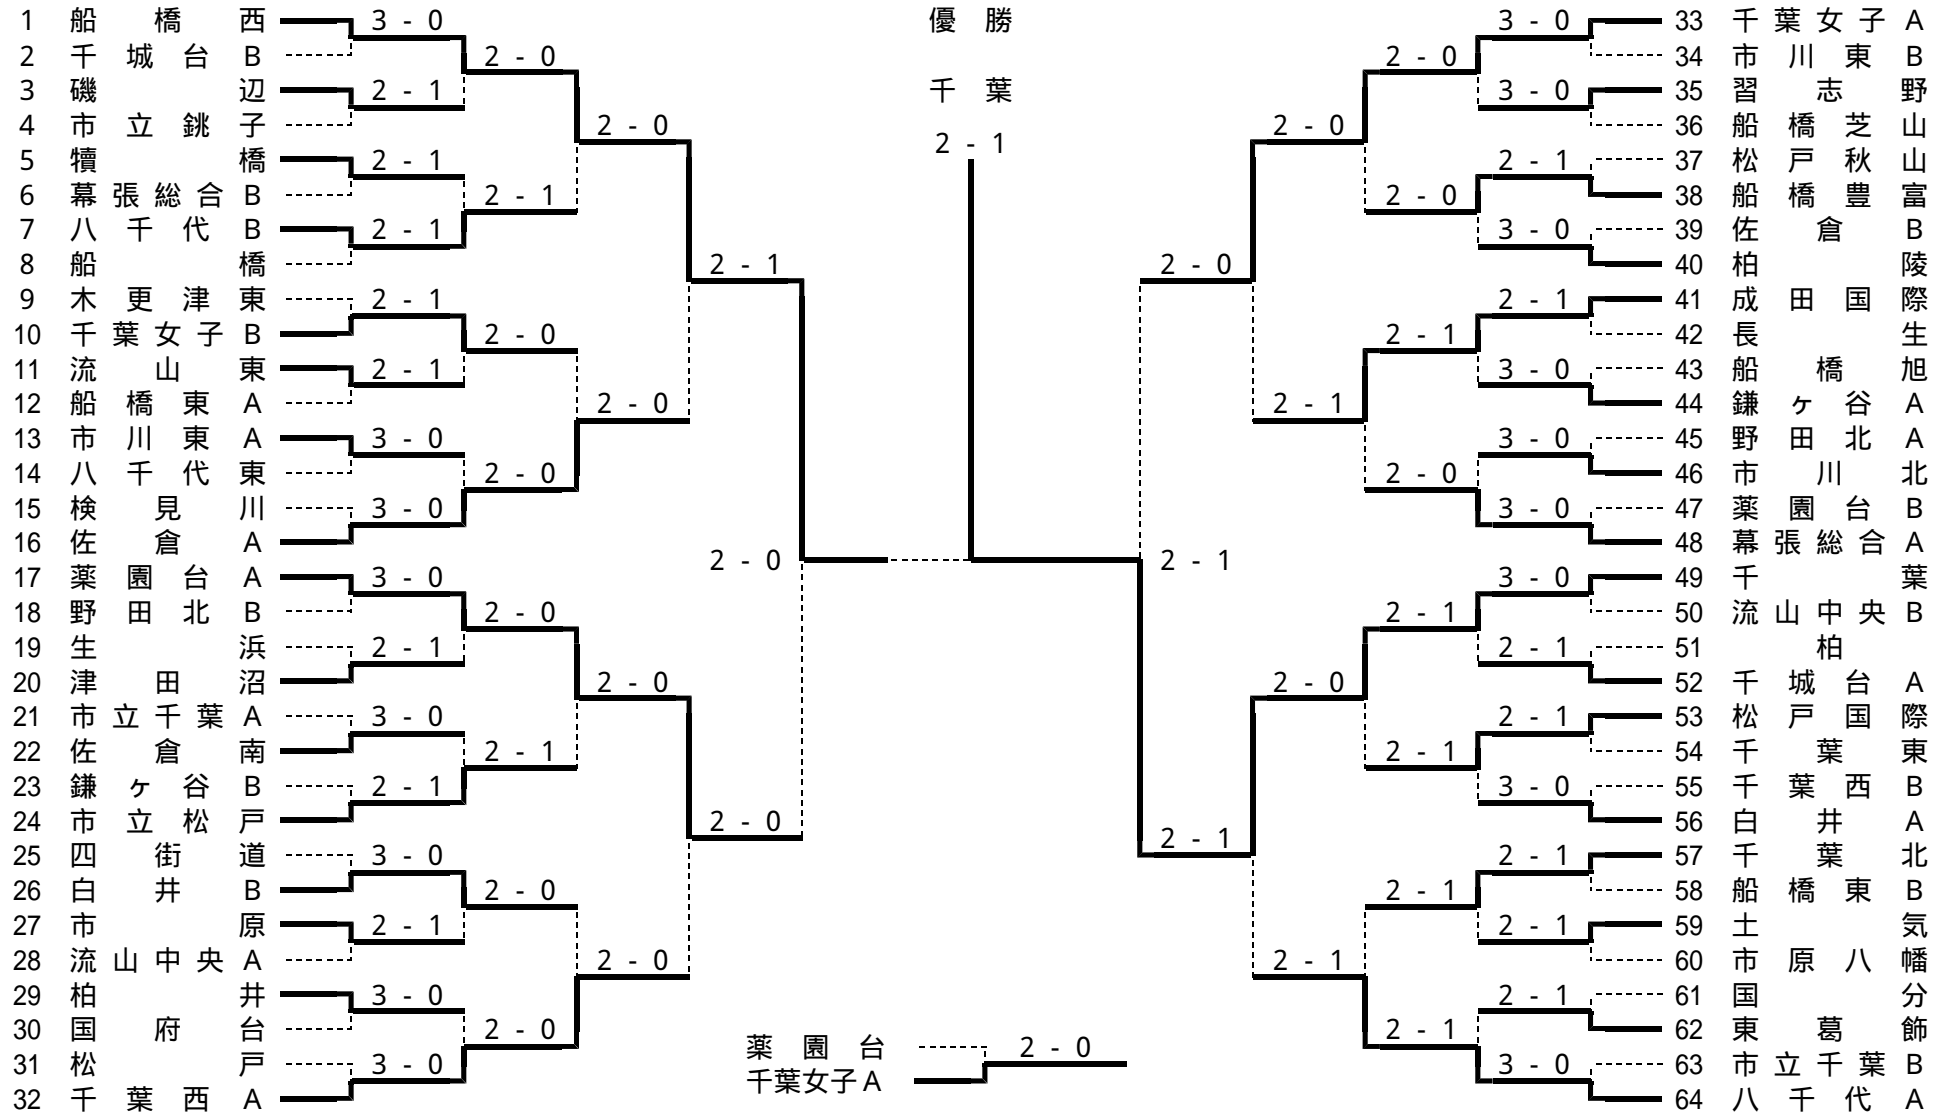 優勝
千葉
2 - 1
1 船橋西
2 千城台B
3 磯辺
4 市立銚子
5 犢橋
6 幕張総合B
7 八千代B
8 船橋
9 木更津東
10 千葉女子B
11 流山東
12 船橋東A
13 市川東A
14 八千代東
15 検見川
16 佐倉A
17 薬園台A
18 野田北B
19 生浜
20 津田沼
21 市立千葉A
22 佐倉南
23 鎌ヶ谷B
24 市立松戸
25 四街道
26 白井B
27 市原
28 流山中央A
29 柏井
30 国府台
31 松戸
32 千葉西A
3 - 0
2 - 1
2 - 1
2 - 1
2 - 1
2 - 1
3 - 0
3 - 0
3 - 0
2 - 1
3 - 0
2 - 1
3 - 0
2 - 1
3 - 0
3 - 0
2 - 0
2 - 1
2 - 0
2 - 0
2 - 0
2 - 1
2 - 0
2 - 0
2 - 0
2 - 0
2 - 0
2 - 0
2 - 1
2 - 0
2 - 0
薬園台
千葉女子A
2 - 0
2 - 0
2 - 1
2 - 1
2 - 0
2 - 1
2 - 0
2 - 1
2 - 0
2 - 0
2 - 1
2 - 0
2 - 1
2 - 1
2 - 1
2 - 1
3 - 0
3 - 0
2 - 1
3 - 0
2 - 1
3 - 0
3 - 0
3 - 0
3 - 0
2 - 1
2 - 1
3 - 0
2 - 1
2 - 1
2 - 1
3 - 0
33 千葉女子A
34 市川東B
35 習志野
36 船橋芝山
37 松戸秋山
38 船橋豊富
39 佐倉B
40 柏陵
41 成田国際
42 長生
43 船橋旭
44 鎌ヶ谷A
45 野田北A
46 市川北
47 薬園台B
48 幕張総合A
49 千葉
50 流山中央B
51 柏
52 千城台A
53 松戸国際
54 千葉東
55 千葉西B
56 白井A
57 千葉北
58 船橋東B
59 土気
60 市原八幡
61 国分
62 東葛飾
63 市立千葉B
64 八千代A